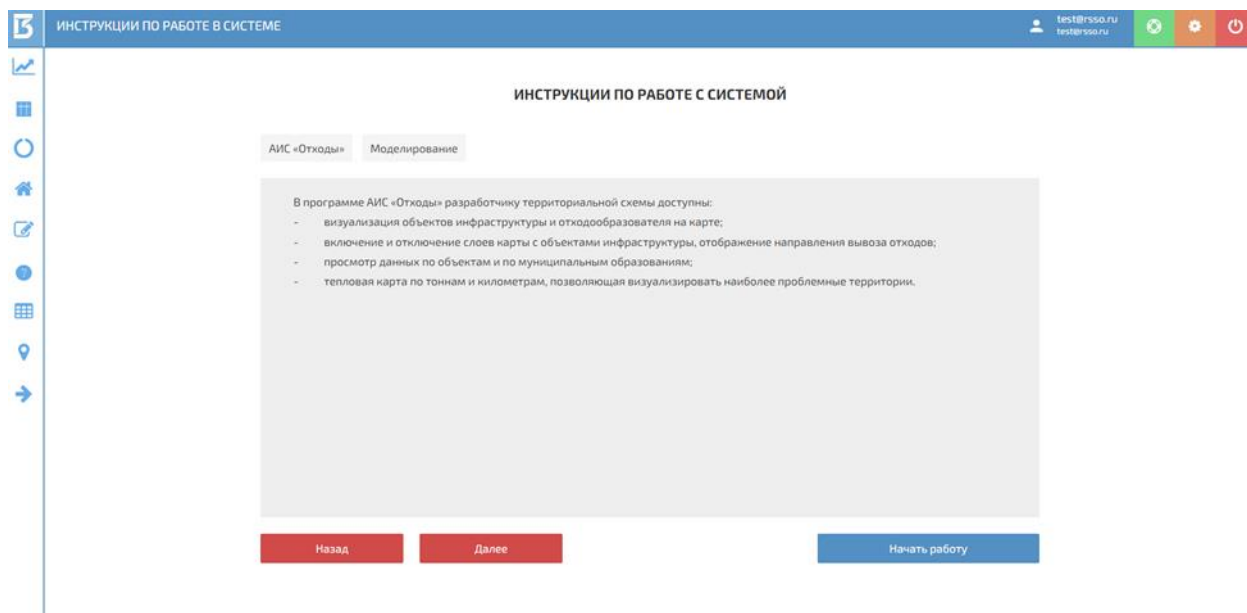 ИНСТРУКЦИИ ПО РАБОТЕ В СИСТЕМЕ
test@rsso.ru
test@rsso.ru
ИНСТРУКЦИИ ПО РАБОТЕ С СИСТЕМОЙ
АИС «Отходы» Моделирование
В программе АИС «Отходы» разработчику территориальной схемы доступны:
- визуализация объектов инфраструктуры и отходообразователя на карте;
- включение и отключение слоев карты с объектами инфраструктуры, отображение направления вывоза отходов;
- просмотр данных по объектам и по муниципальным образованиям;
- тепловая карта по тоннам и километрам, позволяющая визуализировать наиболее проблемные территории.
Назад Далее Начать работу